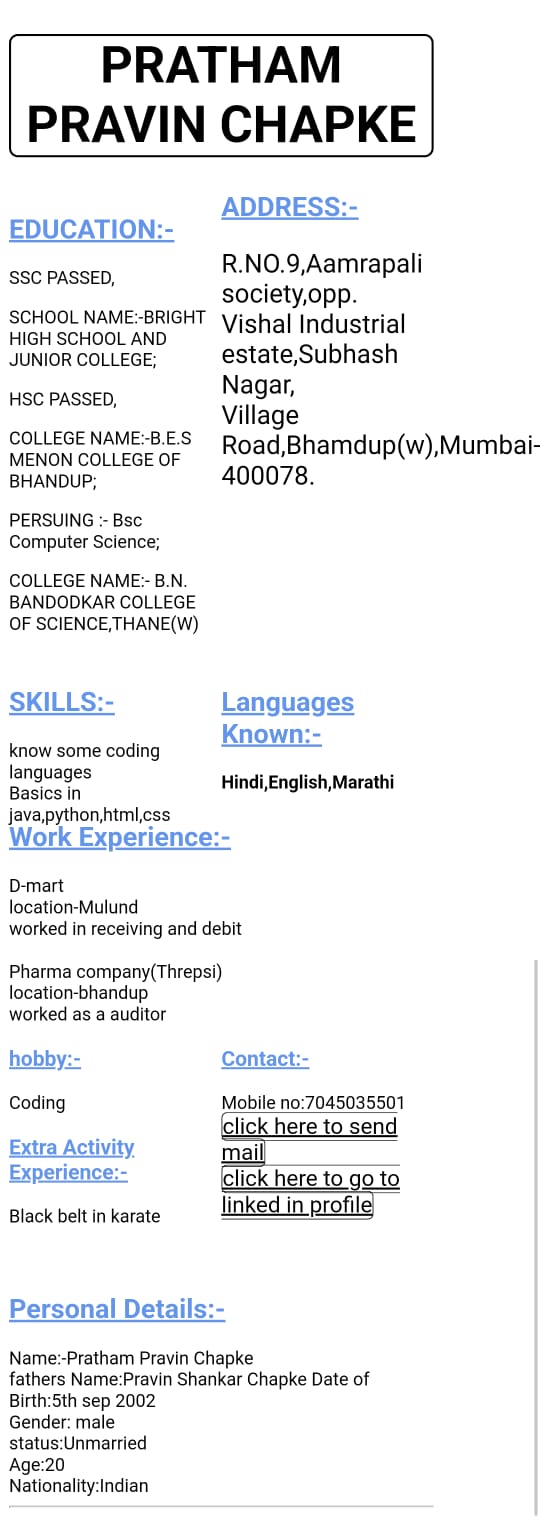 PRATHAM
PRAVIN CHAPKE
EDUCATION:-
SSC PASSED,
SCHOOL NAME:-BRIGHT
HIGH SCHOOL AND
JUNIOR COLLEGE;
HSC PASSED,
COLLEGE NAME:-B.E.S
MENON COLLEGE OF
BHANDUP;
PERSUING :- Bsc
Computer Science;
COLLEGE NAME:- B.N.
BANDODKAR COLLEGE
OF SCIENCE,THANE(W)
ADDRESS:-
R.NO.9,Aamrapali
society,opp.
Vishal Industrial
estate,Subhash
Nagar,
Village
Road,Bhamdup(w),Mumbai-
400078.
SKILLS:-
know some coding
languages
Basics in
java,python,html,css
Languages
Known:-
Hindi,English,Marathi
Work Experience:-
D-mart
location-Mulund
worked in receiving and debit
Pharma company(Threpsi)
location-bhandup
worked as a auditor
hobby:-
Coding
Extra Activity
Experience:-
Black belt in karate
Contact:-
Mobile no:7045035501
click here to send
mail
click here to go to
linked in profile
Personal Details:-
Name:-Pratham Pravin Chapke
fathers Name:Pravin Shankar Chapke Date of
Birth:5th sep 2002
Gender: male
status:Unmarried
Age:20
Nationality:Indian